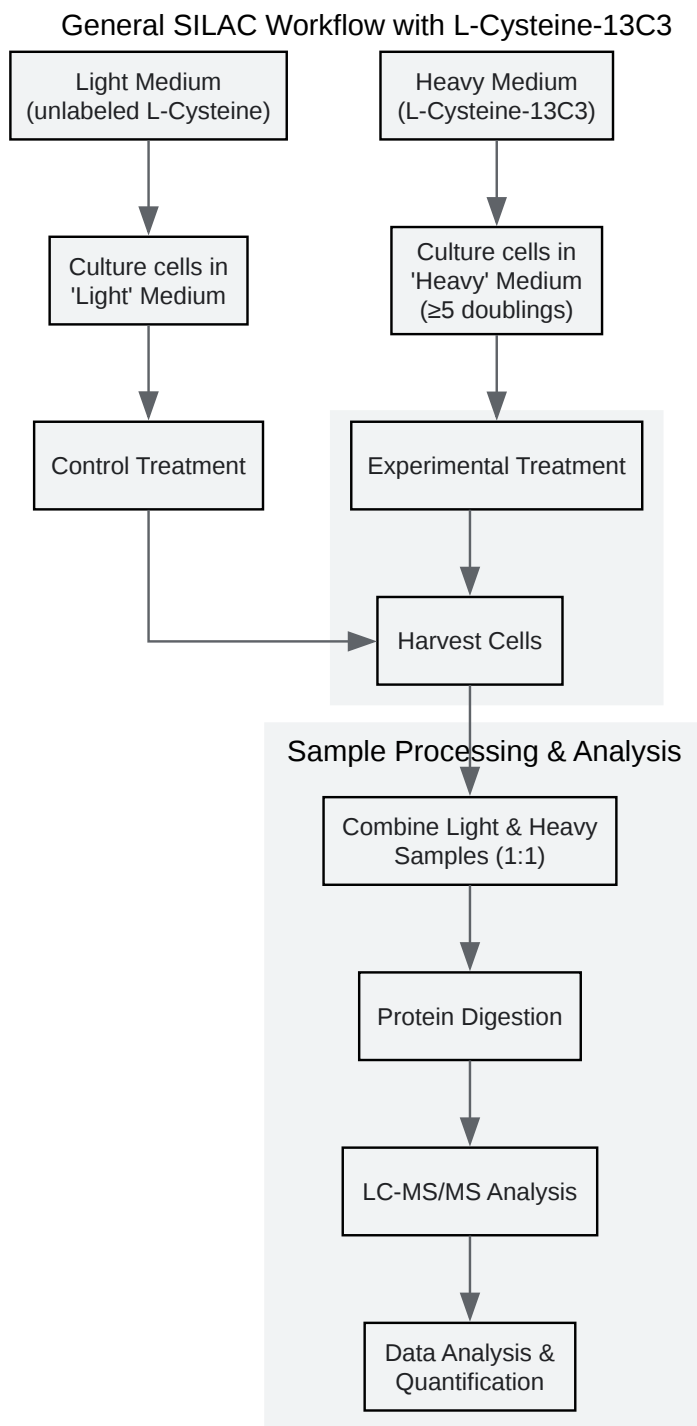 General SILAC Workflow with L-Cysteine-13C3
Light Medium
(unlabeled L-Cysteine)
Heavy Medium
(L-Cysteine-13C3)
Culture cells in
'Light' Medium
Culture cells in
'Heavy' Medium
(≥5 doublings)
Control Treatment
Experimental Treatment
Harvest Cells
Sample Processing & Analysis
Combine Light & Heavy
Samples (1:1)
Protein Digestion
LC-MS/MS Analysis
Data Analysis &
Quantification